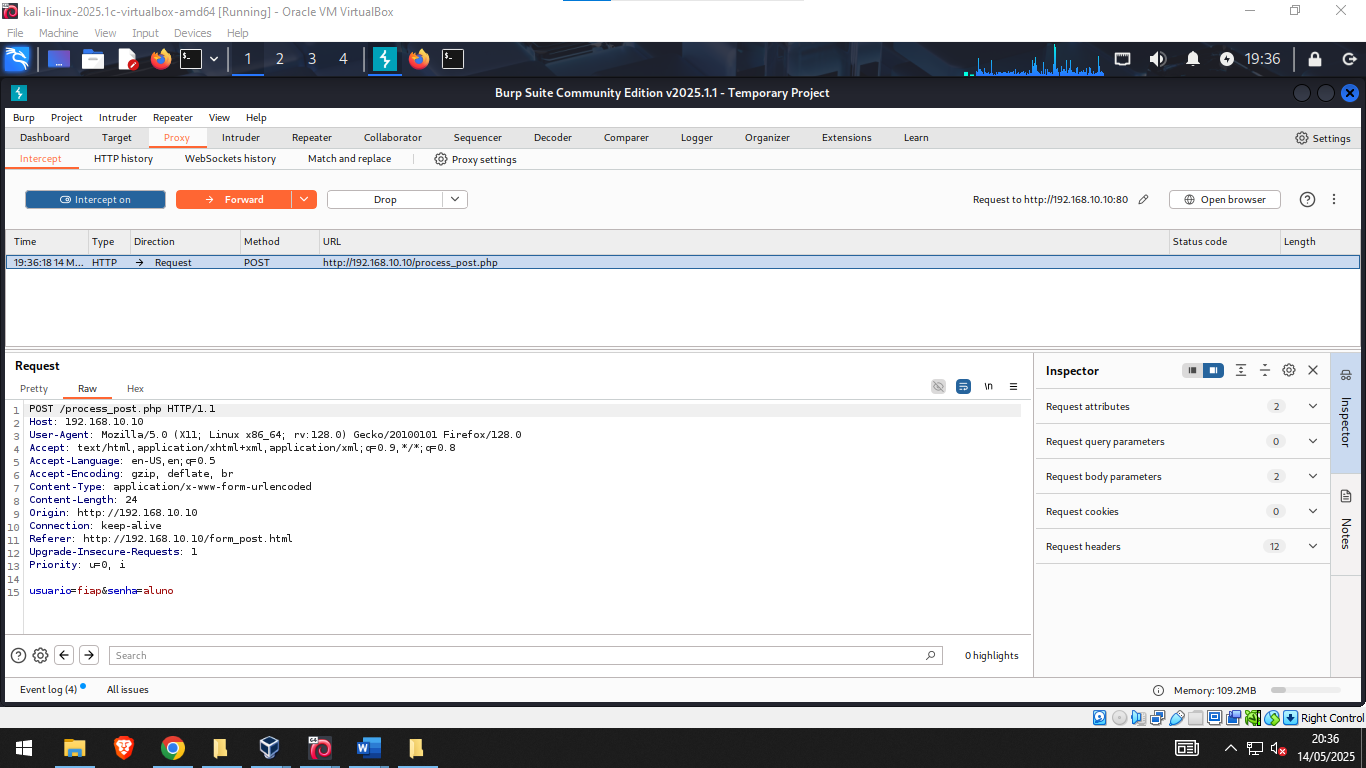 kali-linux-2025.1c-virtualbox-amd64 [Running] - Oracle VM VirtualBox
File Machine View Input Devices Help
1 2 3 4 19:36
Burp Suite Community Edition v2025.1.1 - Temporary Project
Burp Project Intruder Repeater View Help
Dashboard Target Proxy Intruder Repeater Collaborator Sequencer Decoder Comparer Logger Organizer Extensions Learn Settings
Intercept HTTP history WebSockets history Match and replace Proxy settings
Intercept on Forward Drop Request to http://192.168.10.10:80 Open browser
Time Type Direction Method URL Status code Length
19:36:18 14 M... HTTP → Request POST http://192.168.10.10/process_post.php
Request
Pretty Raw Hex \n
1 POST /process_post.php HTTP/1.1
2 Host: 192.168.10.10
3 User-Agent: Mozilla/5.0 (X11; Linux x86_64; rv:128.0) Gecko/20100101 Firefox/128.0
4 Accept: text/html,application/xhtml+xml,application/xml;q=0.9,*/*;q=0.8
5 Accept-Language: en-US,en;q=0.5
6 Accept-Encoding: gzip, deflate, br
7 Content-Type: application/x-www-form-urlencoded
8 Content-Length: 24
9 Origin: http://192.168.10.10
10 Connection: keep-alive
11 Referer: http://192.168.10.10/form_post.html
12 Upgrade-Insecure-Requests: 1
13 Priority: u=0, i
14
15 usuario=fiap&senha=aluno
Inspector
Request attributes 2
Request query parameters 0
Request body parameters 2
Request cookies 0
Request headers 12
Inspector
Notes
Search 0 highlights
Event log (4) All issues Memory: 109.2MB
Right Control
20:36
14/05/2025